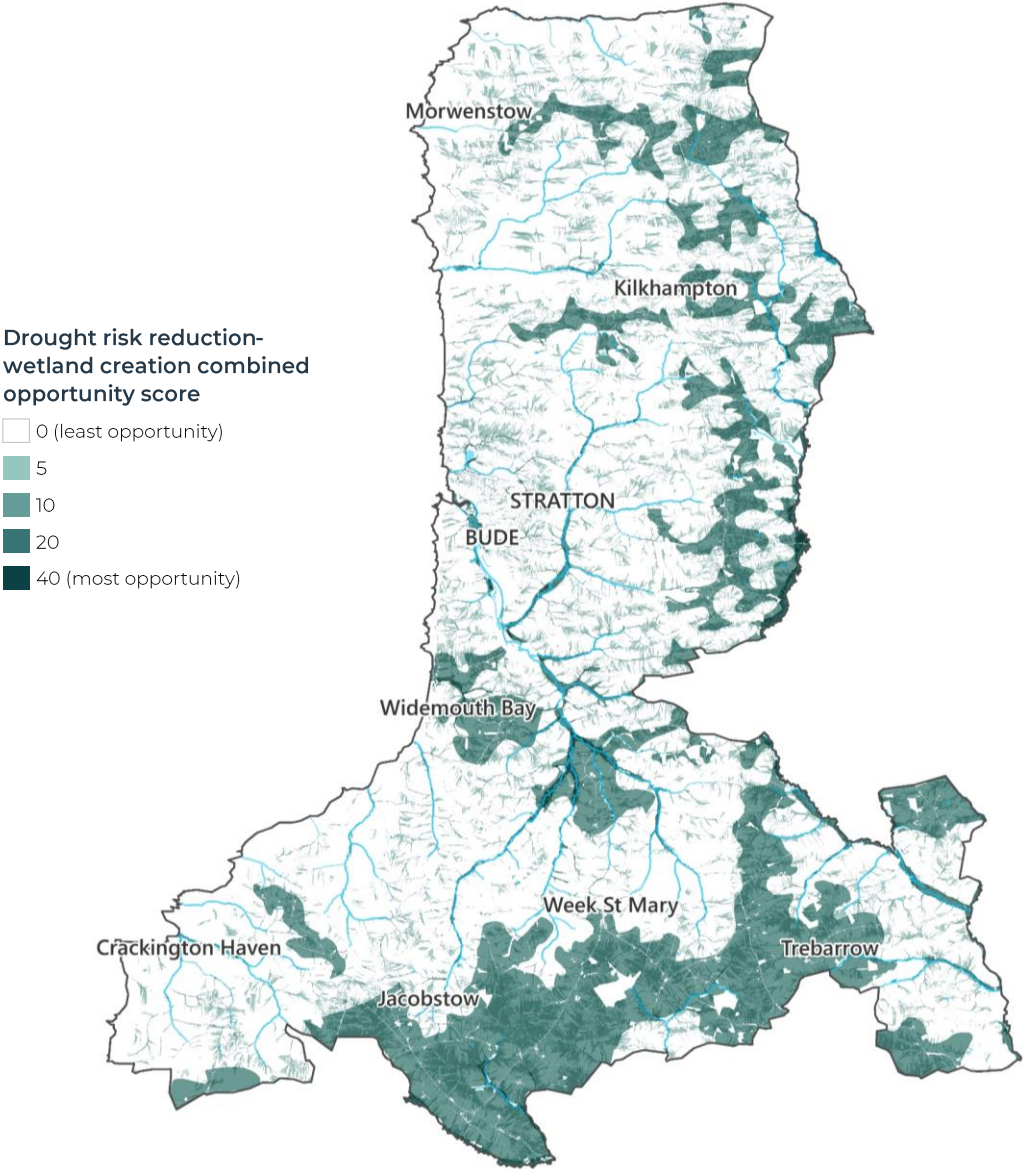 Morwenstow
Kilkhampton
Drought risk reduction-
wetland creation combined
opportunity score
0 (least opportunity)
5
10
20
40 (most opportunity)
STRATTON
BUDE
Widemouth Bay
Week St Mary
Crackington Haven
Trebarrow
Jacobstow